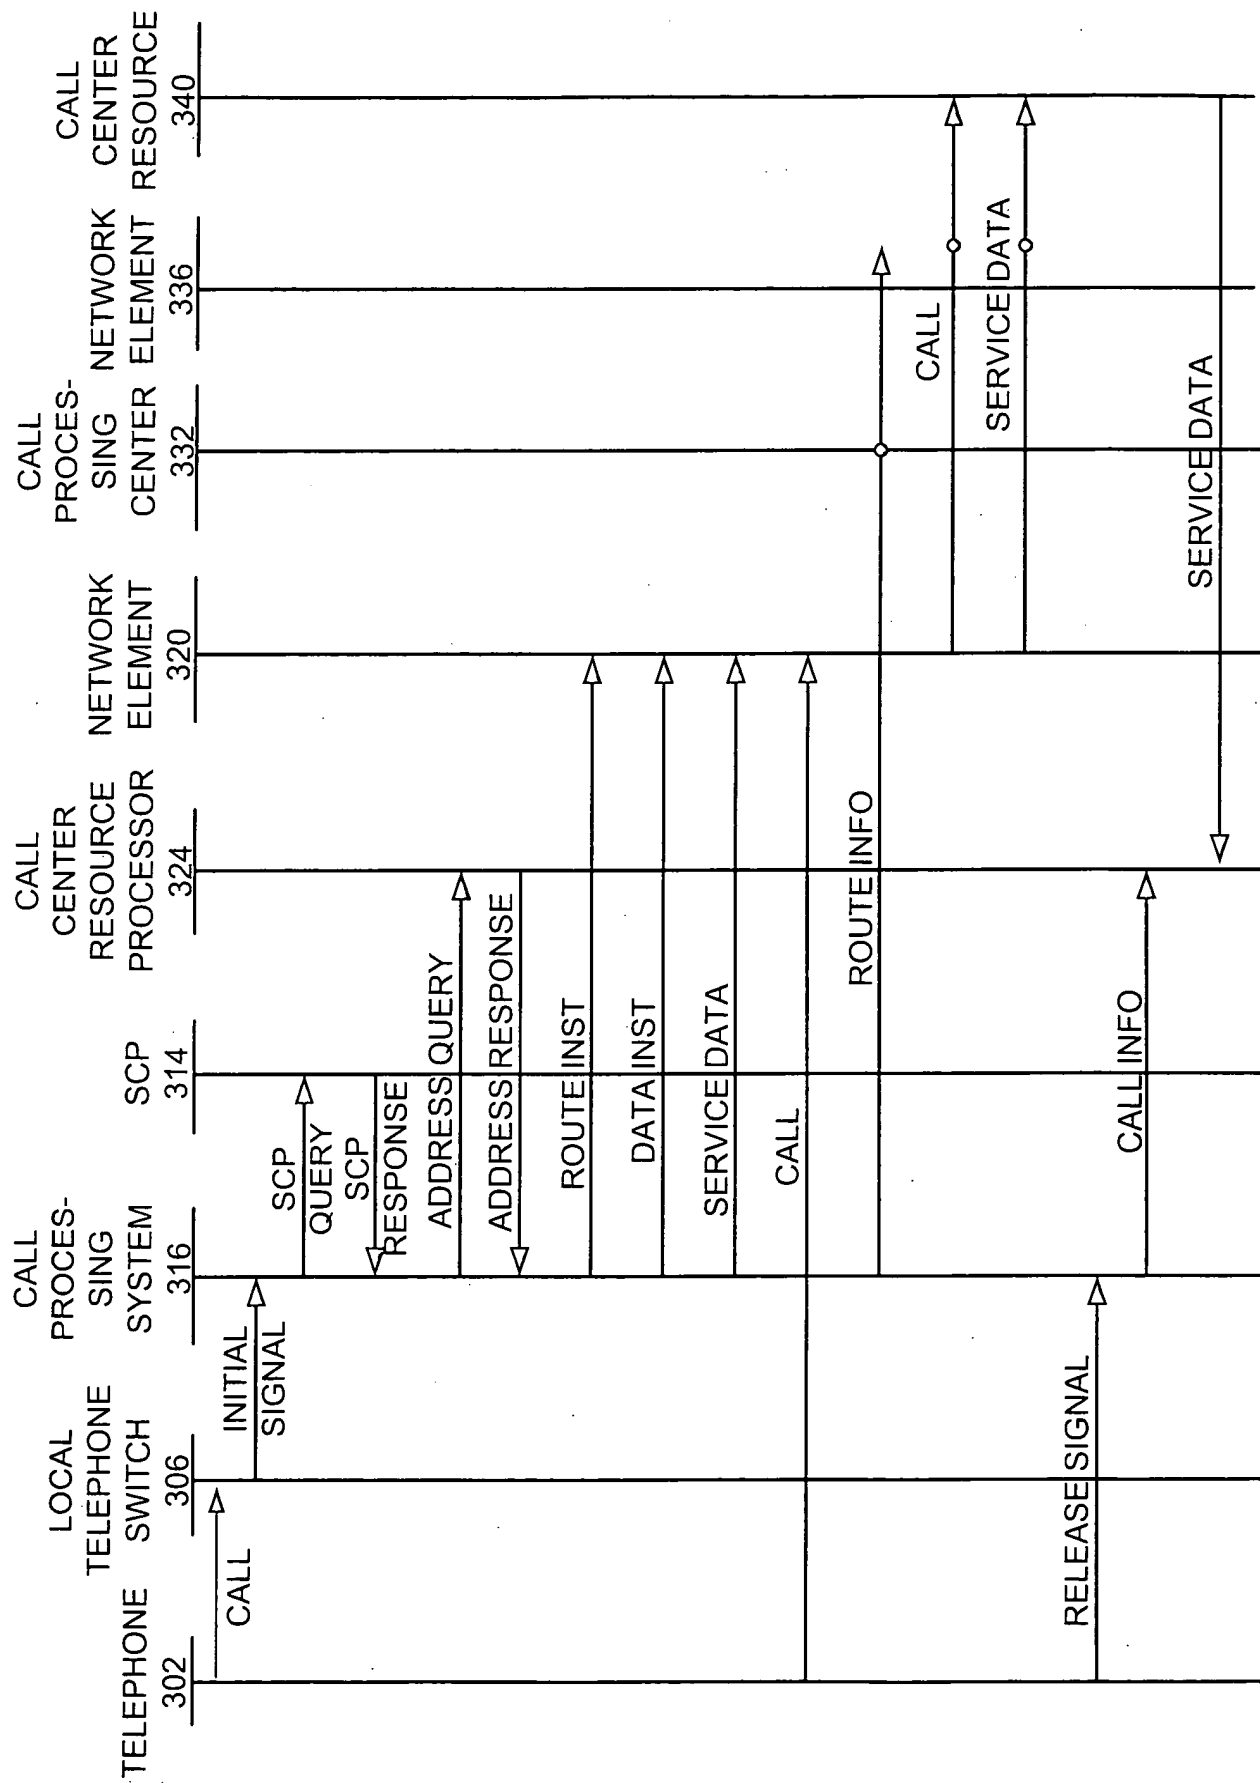 TELEPHONE
302
LOCAL
TELEPHONE
SWITCH
306
CALL
PROCES-
SING
SYSTEM
316
SCP
314
CALL
CENTER
RESOURCE
PROCESSOR
324
NETWORK
ELEMENT
320
CALL
PROCES-
SING
CENTER
332
NETWORK
ELEMENT
336
CALL
CENTER
RESOURCE
340
CALL
INITIAL
SIGNAL
SCP
QUERY
SCP
RESPONSE
ADDRESS QUERY
ADDRESS RESPONSE
ROUTE INST
DATA INST
SERVICE DATA
CALL
ROUTE INFO
CALL
SERVICE DATA
RELEASE SIGNAL
CALL INFO
SERVICE DATA